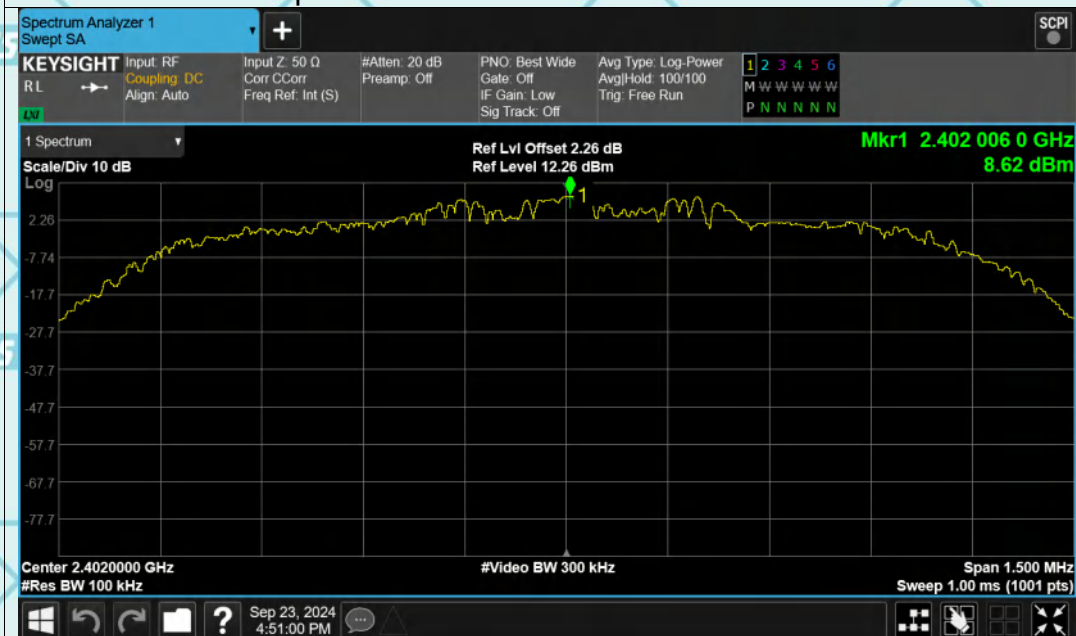 Spectrum Analyzer 1
Swept SA
+
SCPI
KEYSIGHT
RL
LXI
Input: RF
Coupling: DC
Align: Auto
Input Z: 50 Ω
Corr CCorr
Freq Ref: Int (S)
#Atten: 20 dB
Preamp: Off
PNO: Best Wide
Gate: Off
IF Gain: Low
Sig Track: Off
Avg Type: Log-Power
Avg|Hold: 100/100
Trig: Free Run
1 2 3 4 5 6
M W W W W W
P N N N N N
1 Spectrum
Scale/Div 10 dB
Ref Lvl Offset 2.26 dB
Ref Level 12.26 dBm
Mkr1 2.402 006 0 GHz
8.62 dBm
Log
1
2.26
-7.74
-17.7
-27.7
-37.7
-47.7
-57.7
-67.7
-77.7
Center 2.4020000 GHz
#Res BW 100 kHz
#Video BW 300 kHz
Span 1.500 MHz
Sweep 1.00 ms (1001 pts)
?
Sep 23, 2024
4:51:00 PM